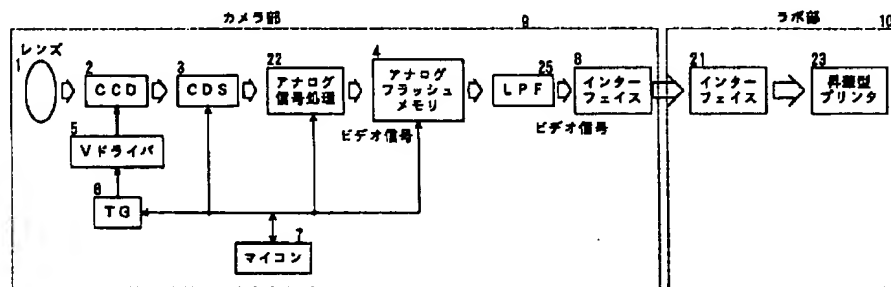 カメラ部
9
ラボ部
10
レンズ
1
2
CCD
3
CDS
22
アナログ
信号処理
4
アナログ
フラッシュ
メモリ
25
LPF
8
インター
フェイス
21
インター
フェイス
23
昇華型
プリンタ
ビデオ信号
ビデオ信号
5
Vドライバ
6
TG
7
マイコン